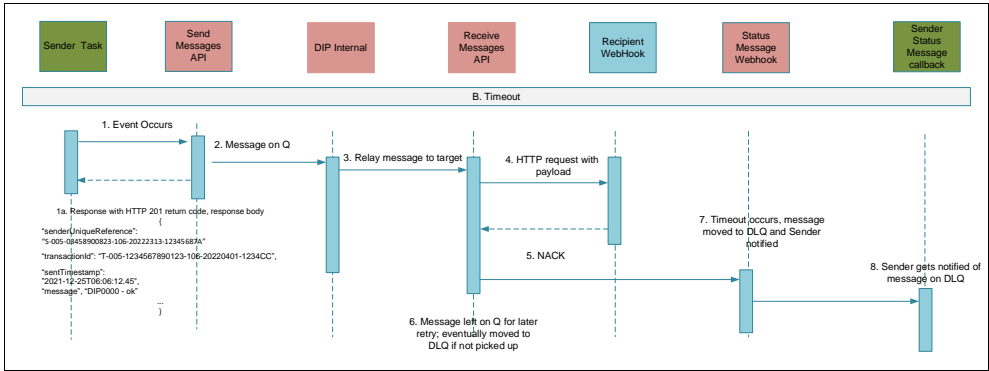 Sender Task
Send
Messages
API
DIP Internal
Receive
Messages
API
Recipient
WebHook
Status
Message
Webhook
Sender
Status
Message
callback
B. Timeout
1. Event Occurs
2. Message on Q
3. Relay message to target
4. HTTP request with
payload
1a. Response with HTTP 201 return code, response body
{
"senderUniqueReference":
"S-005-08458900823-106-20222313-12345687A"
"transactionId": "T-005-1234567890123-106-20220401-1234CC",
"sentTimestamp":
"2021-12-25T06:06:12.45",
"message", "DIP0000 - ok"
...
}
5. NACK
6. Message left on Q for later
retry; eventually moved to
DLQ if not picked up
7. Timeout occurs, message
moved to DLQ and Sender
notified
8. Sender gets notified of
message on DLQ